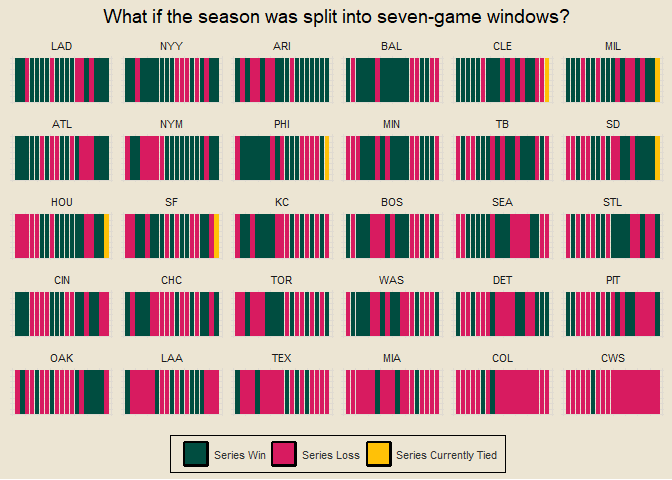 What if the season was split into seven-game windows?
LAD NYY ARI BAL CLE MIL
ATL NYM PHI MIN TB SD
HOU SF KC BOS SEA STL
CIN CHC TOR WAS DET PIT
OAK LAA TEX MIA COL CWS
Series Win Series Loss Series Currently Tied